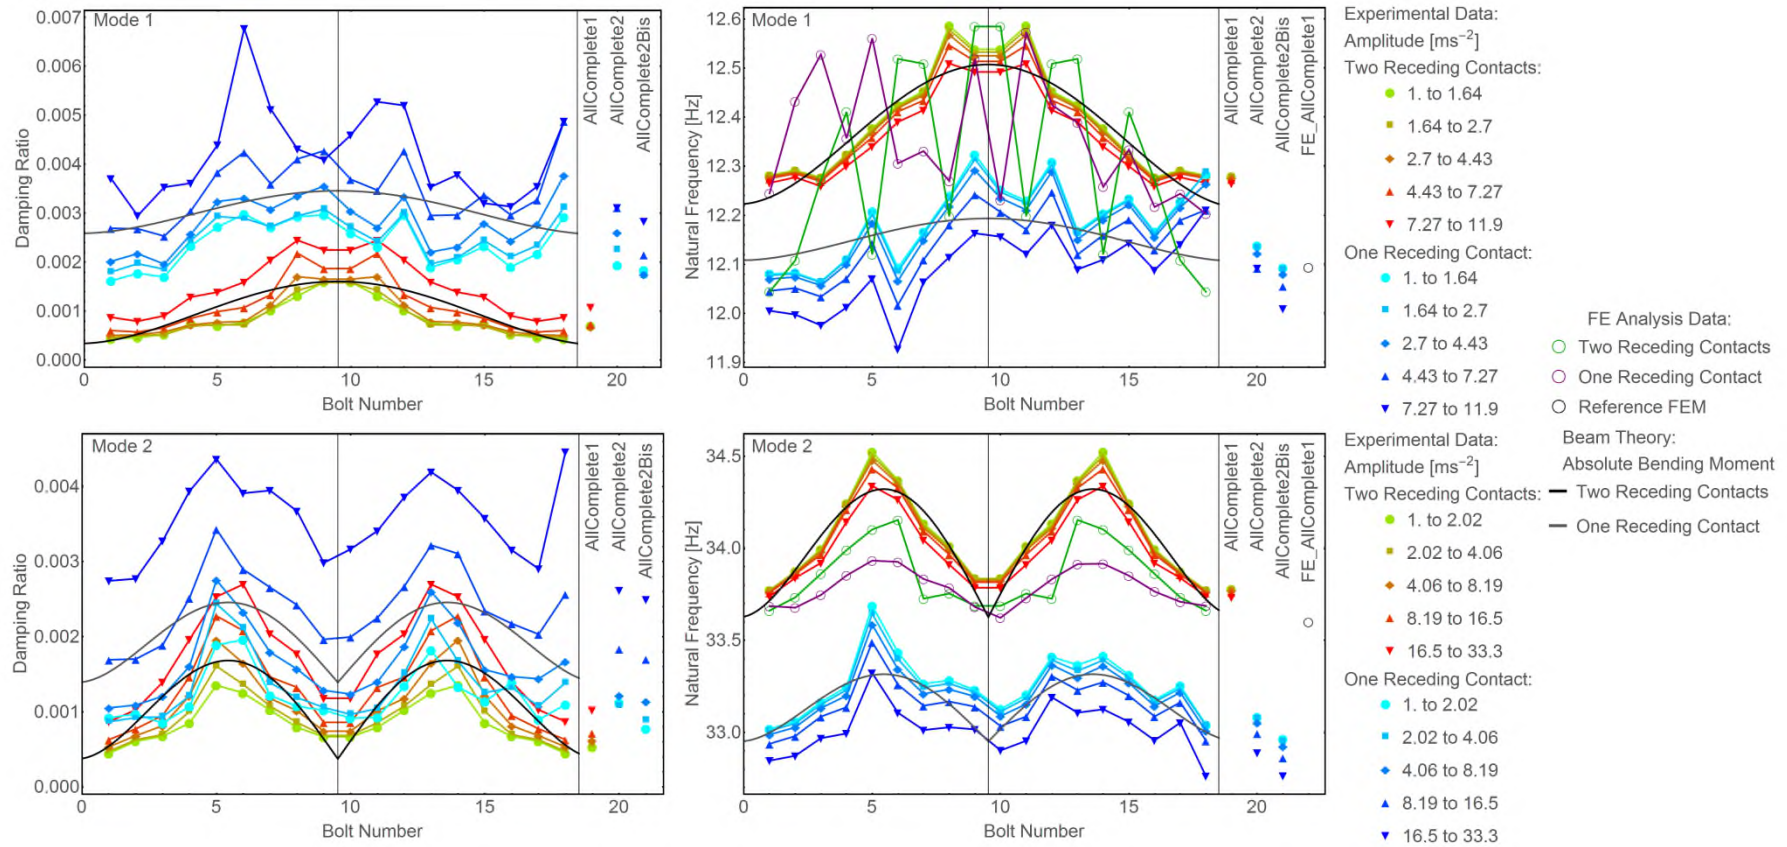 Mode 1
0.007
0.006
0.005
0.004
0.003
0.002
0.001
0.000
Damping Ratio
0
5
10
15
20
Bolt Number
AllComplete1
AllComplete2
AllComplete2Bis
Mode 1
12.6
12.5
12.4
12.3
12.2
12.1
12.0
11.9
Natural Frequency [Hz]
0
5
10
15
20
Bolt Number
AllComplete1
AllComplete2
AllComplete2Bis
FE_AllComplete1
Experimental Data:
Amplitude [ms⁻²]
Two Receding Contacts:
1. to 1.64
1.64 to 2.7
2.7 to 4.43
4.43 to 7.27
7.27 to 11.9
One Receding Contact:
1. to 1.64
1.64 to 2.7
2.7 to 4.43
4.43 to 7.27
7.27 to 11.9
FE Analysis Data:
Two Receding Contacts
One Receding Contact
Reference FEM
Beam Theory:
Absolute Bending Moment
Two Receding Contacts
One Receding Contact
Mode 2
0.004
0.003
0.002
0.001
0.000
Damping Ratio
0
5
10
15
20
Bolt Number
AllComplete1
AllComplete2
AllComplete2Bis
Mode 2
34.5
34.0
33.5
33.0
Natural Frequency [Hz]
0
5
10
15
20
Bolt Number
AllComplete1
AllComplete2
AllComplete2Bis
FE_AllComplete1
Experimental Data:
Amplitude [ms⁻²]
Two Receding Contacts:
1. to 2.02
2.02 to 4.06
4.06 to 8.19
8.19 to 16.5
16.5 to 33.3
One Receding Contact:
1. to 2.02
2.02 to 4.06
4.06 to 8.19
8.19 to 16.5
16.5 to 33.3